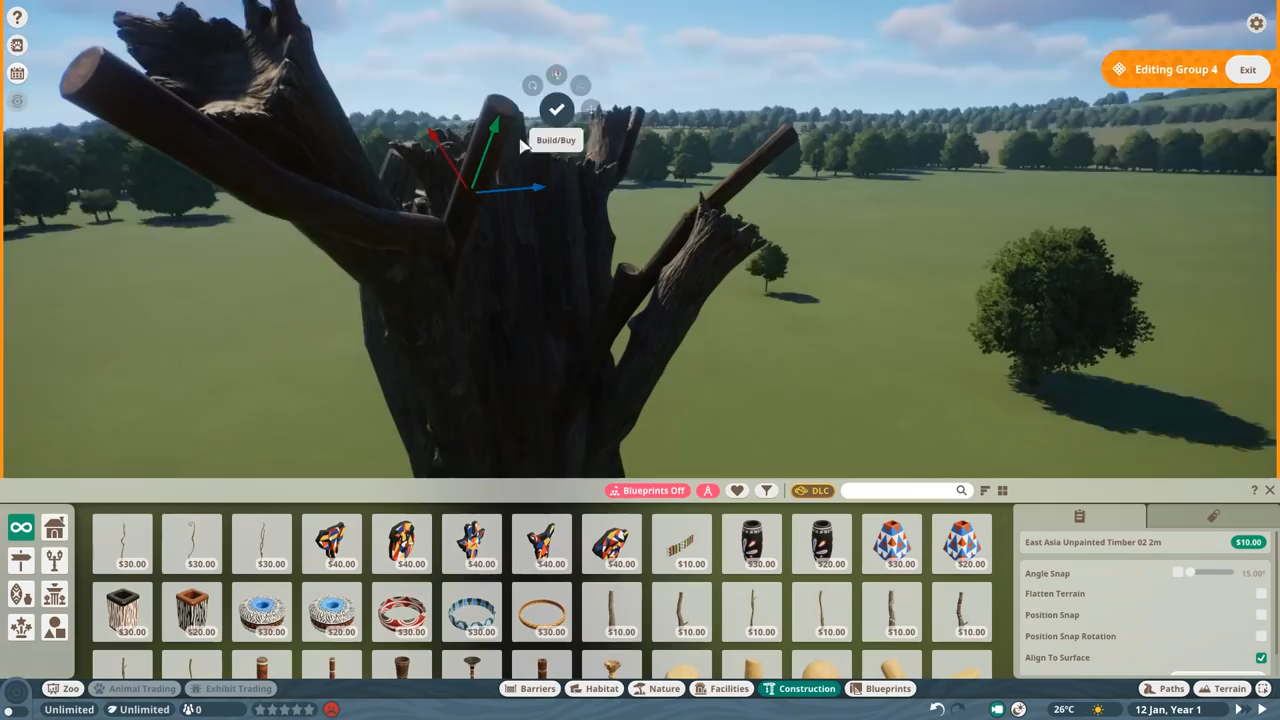 ?
Editing Group 4
Exit
Build/Buy
Blueprints Off
DLC
?
$30.00 $30.00 $30.00 $40.00 $40.00 $40.00 $40.00 $40.00 $10.00 $30.00 $20.00 $30.00 $20.00
East Asia Unpainted Timber 02 2m
$10.00
Angle Snap
15.00°
Flatten Terrain
$30.00 $20.00 $30.00 $20.00 $30.00 $30.00 $30.00 $10.00 $10.00 $10.00 $10.00 $10.00 $10.00
Position Snap
Position Snap Rotation
Align To Surface
Zoo
Animal Trading
Exhibit Trading
Barriers
Habitat
Nature
Facilities
Construction
Blueprints
Paths
Terrain
Unlimited
Unlimited
0
26°C
12 Jan, Year 1